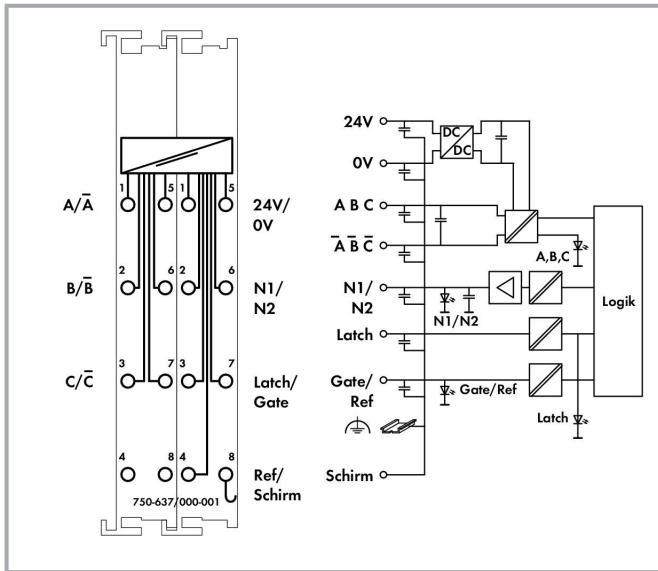 1 5 1 5
A/A̅
24V/
0V
2 6 2 6
B/B̅
N1/
N2
3 7 3 7
C/C̅
Latch/
Gate
4 8 4 8
Ref/
Schirm
750-637/000-001
24V
DC
DC
0V
A B C
A̅ B̅ C̅
A,B,C
N1/
N2
N1/N2
Logik
Latch
Gate/
Ref
Gate/Ref
Latch
Schirm